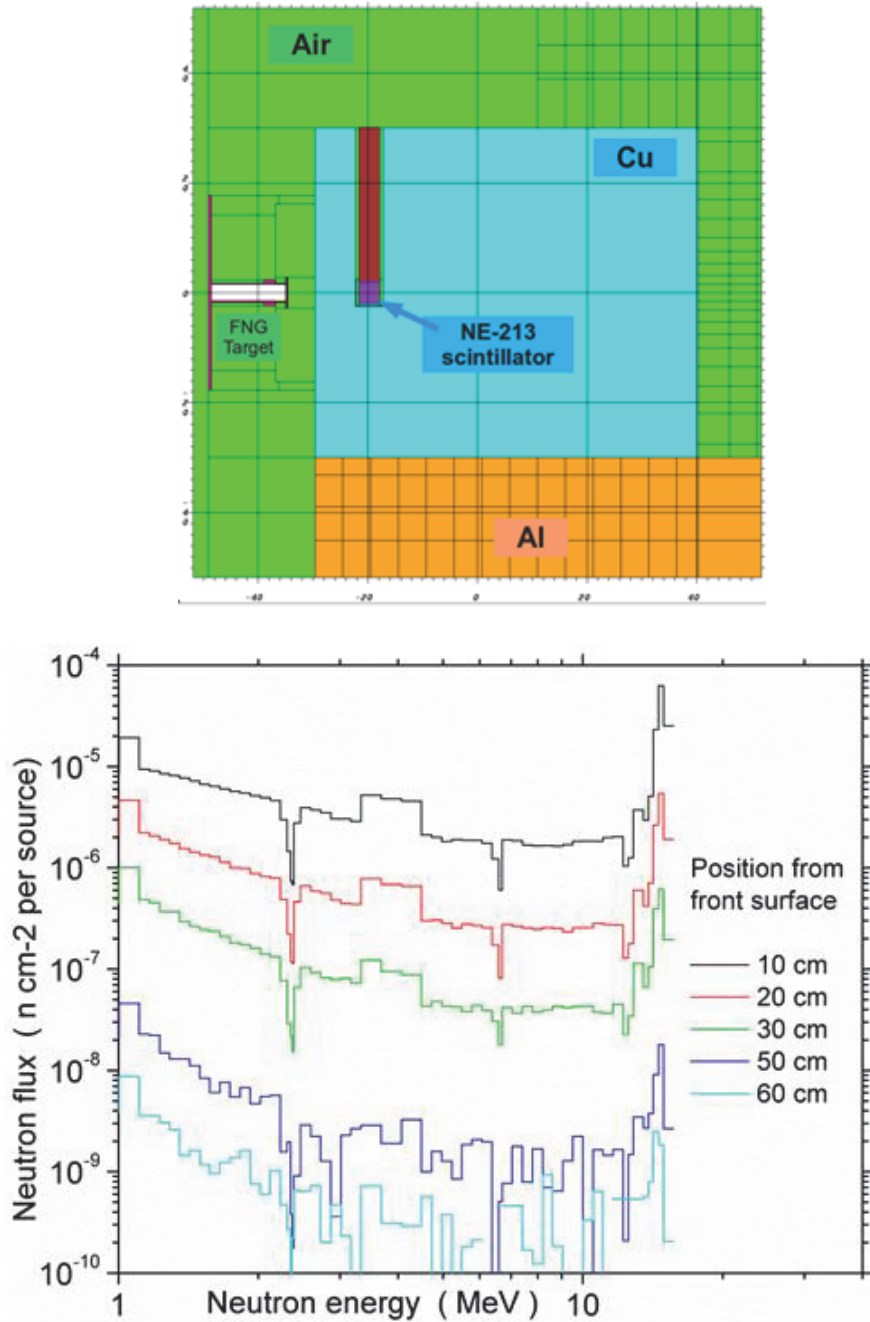 Air
Cu
FNG
Target
NE-213
scintillator
Al
-40
-20
0
20
40
Neutron flux ( n cm-2 per source)
10-4
10-5
10-6
10-7
10-8
10-9
10-10
Position from
front surface
10 cm
20 cm
30 cm
50 cm
60 cm
1
10
Neutron energy ( MeV )